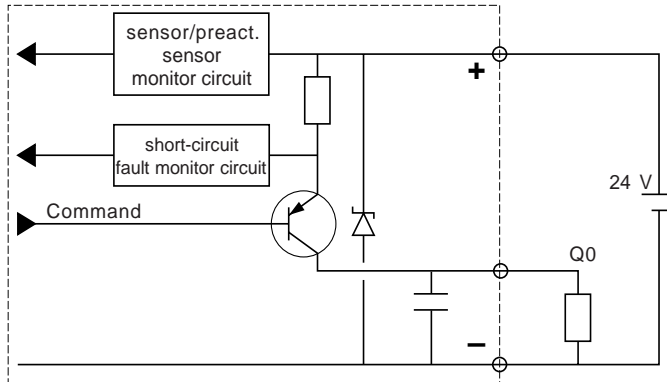 sensor/preact.
sensor
monitor circuit
+
short-circuit
fault monitor circuit
24 V
Command
Q0
–